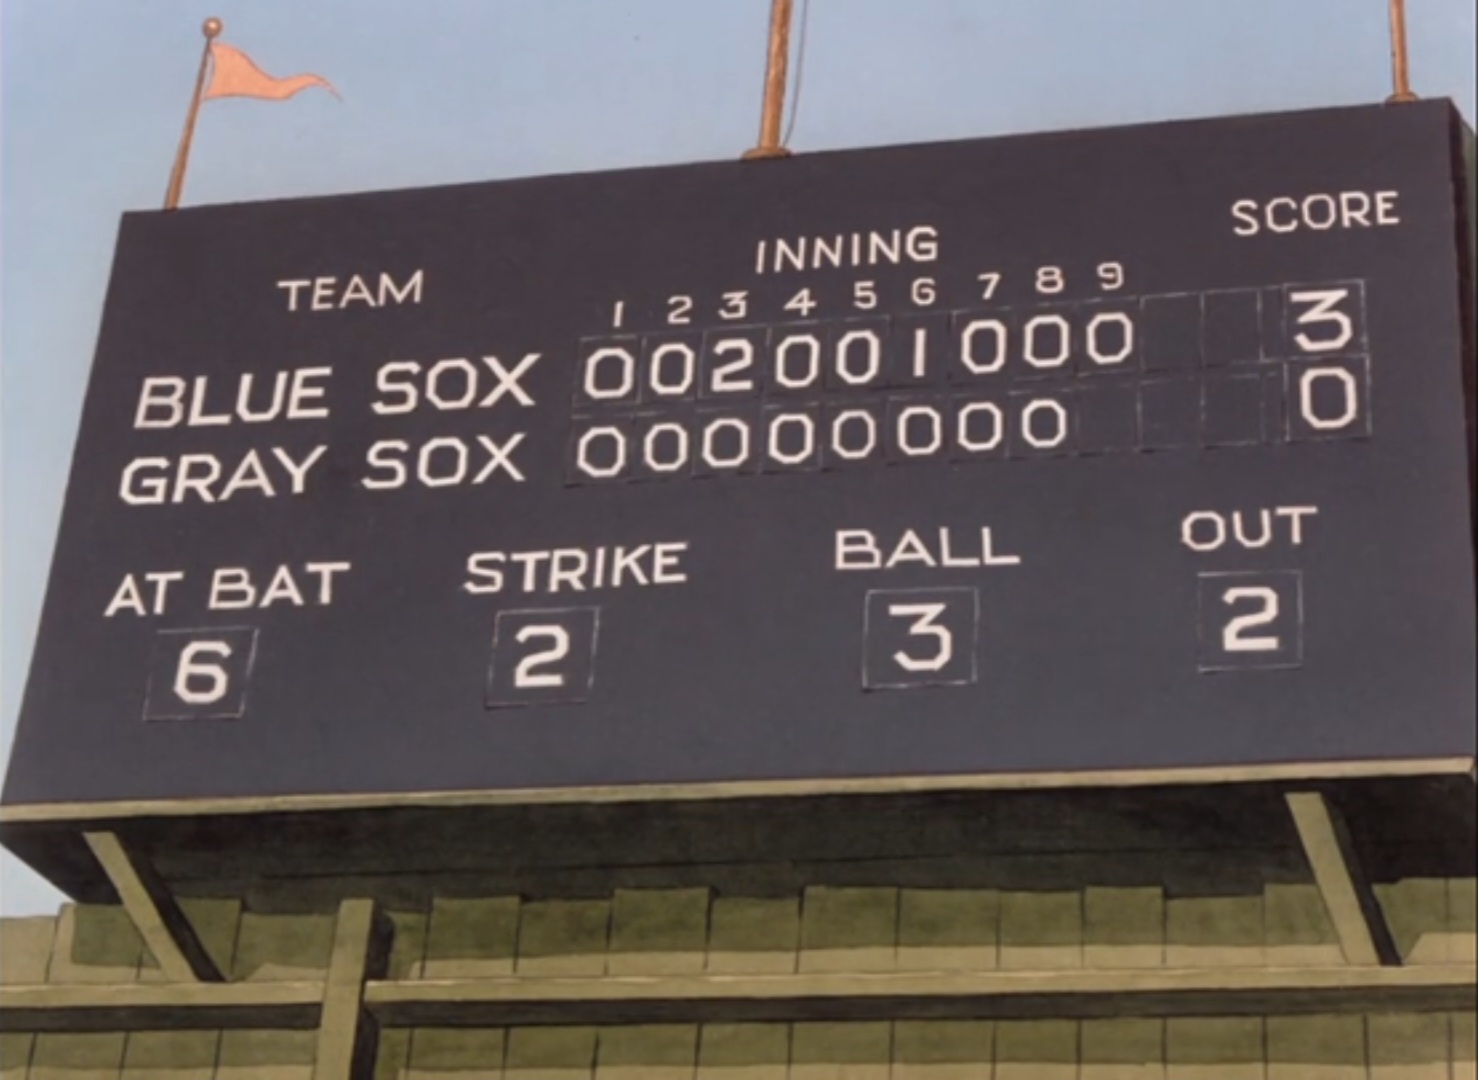 SCORE
INNING
TEAM
1 2 3 4 5 6 7 8 9
BLUE SOX 0 0 2 0 0 1 0 0 0 3
GRAY SOX 0 0 0 0 0 0 0 0 0
AT BAT STRIKE BALL OUT
6 2 3 2